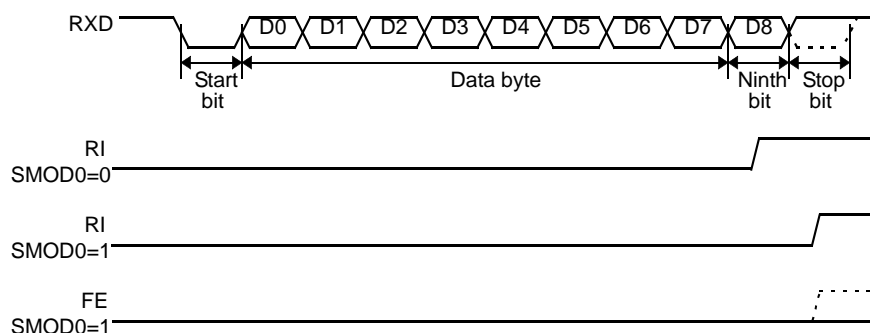 RXD
D0 D1 D2 D3 D4 D5 D6 D7 D8
Start bit
Data byte
Ninth bit
Stop bit
RI
SMOD0=0
RI
SMOD0=1
FE
SMOD0=1